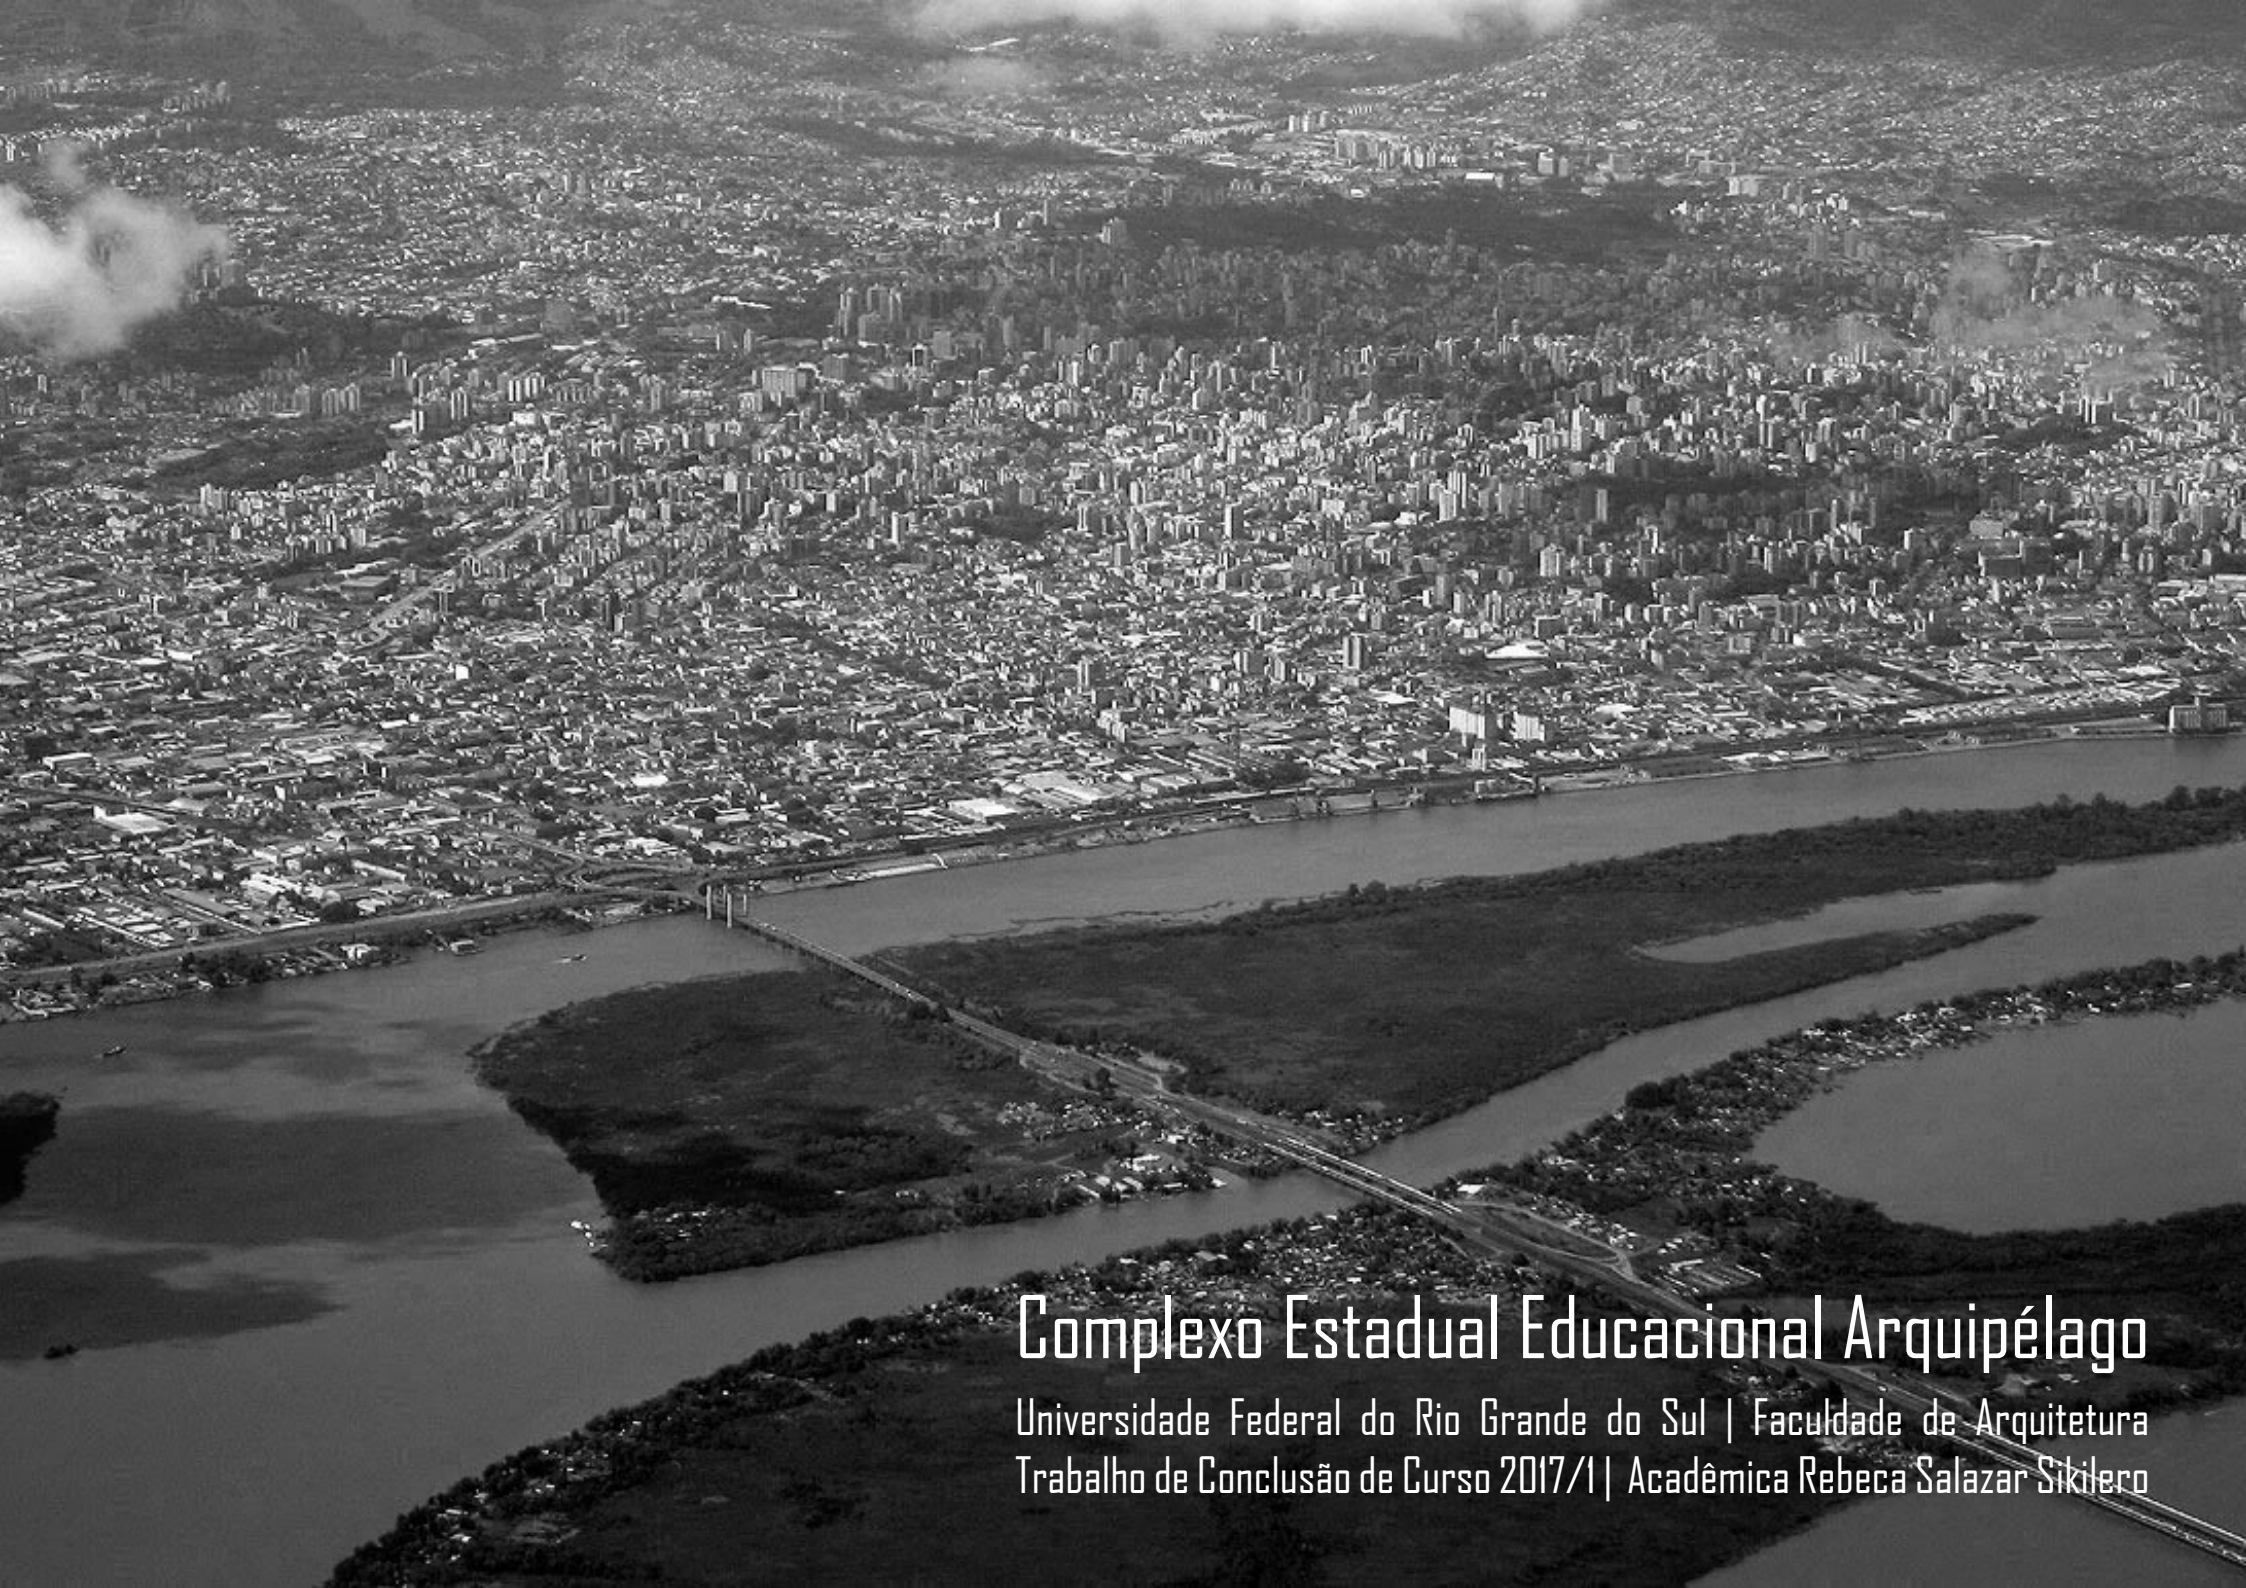 Complexo Estadual Educacional Arquipélago
Universidade Federal do Rio Grande do Sul | Faculdade de Arquitetura
Trabalho de Conclusão de Curso 2017/1 | Acadêmica Rebeca Salazar Sikilero